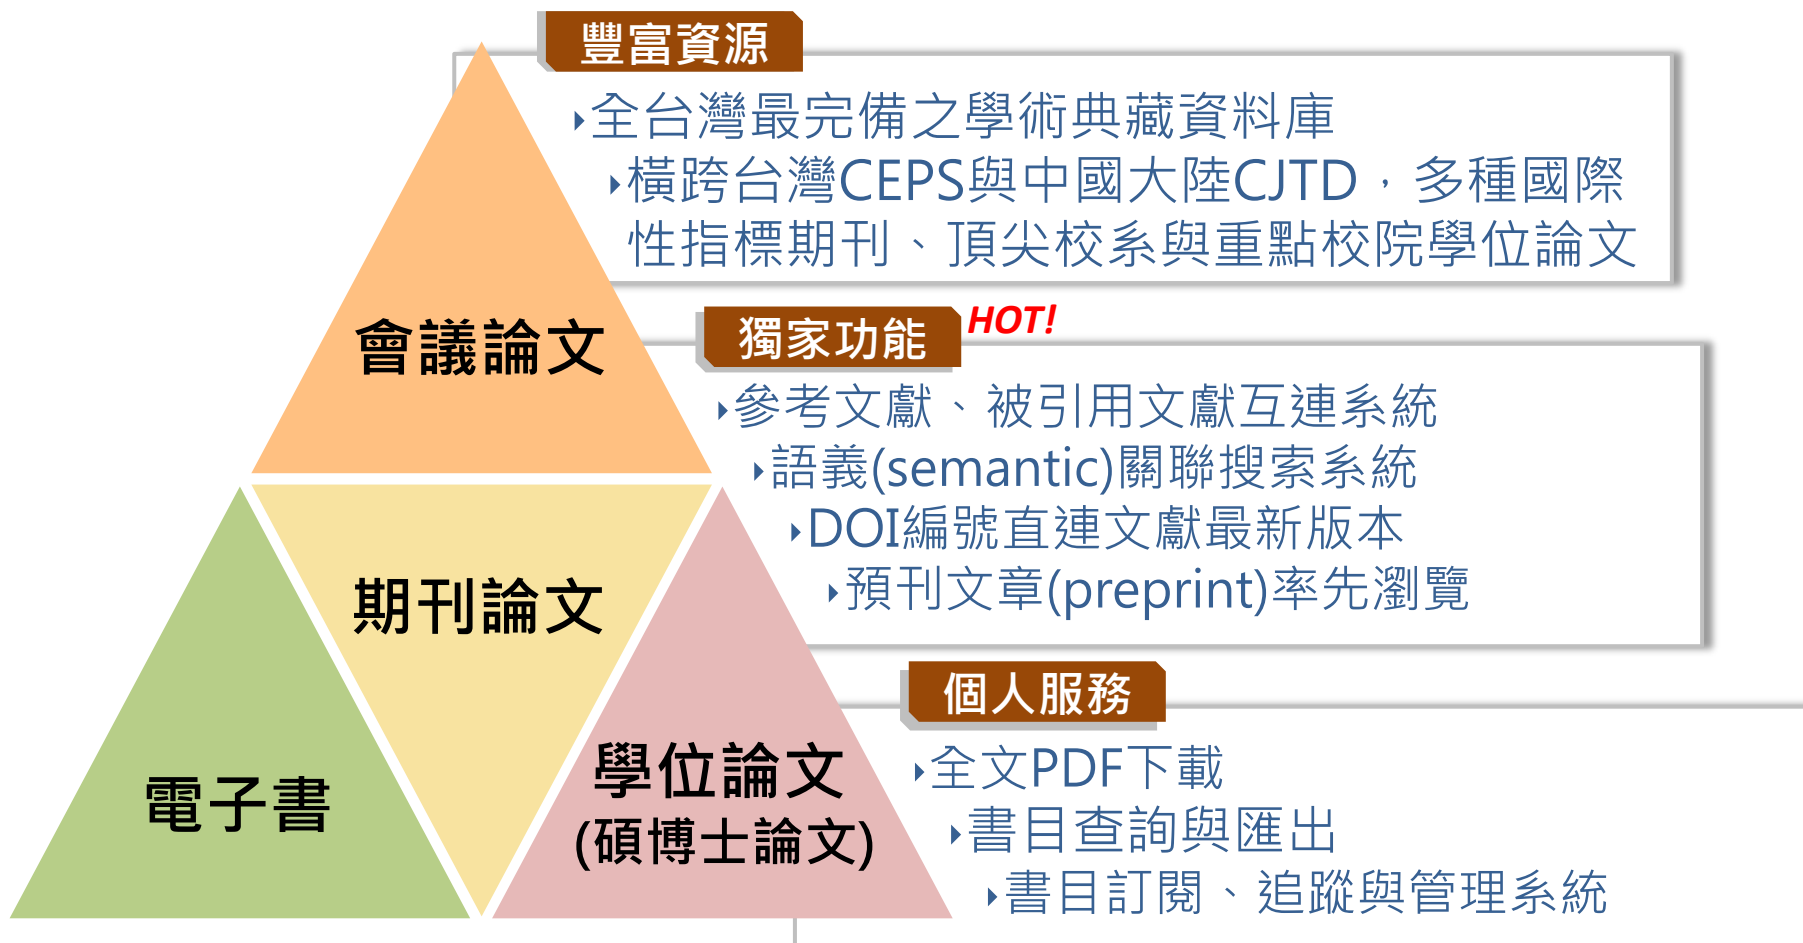 豐富資源
全台灣最完備之學術典藏資料庫
橫跨台灣CEPS與中國大陸CJTD，多種國際
性指標期刊、頂尖校系與重點校院學位論文
會議論文
獨家功能
HOT!
參考文獻、被引用文獻互連系統
語義(semantic)關聯搜索系統
DOI編號直連文獻最新版本
預刊文章(preprint)率先瀏覽
期刊論文
個人服務
全文PDF下載
書目查詢與匯出
書目訂閱、追蹤與管理系統
電子書
學位論文
(碩博士論文)